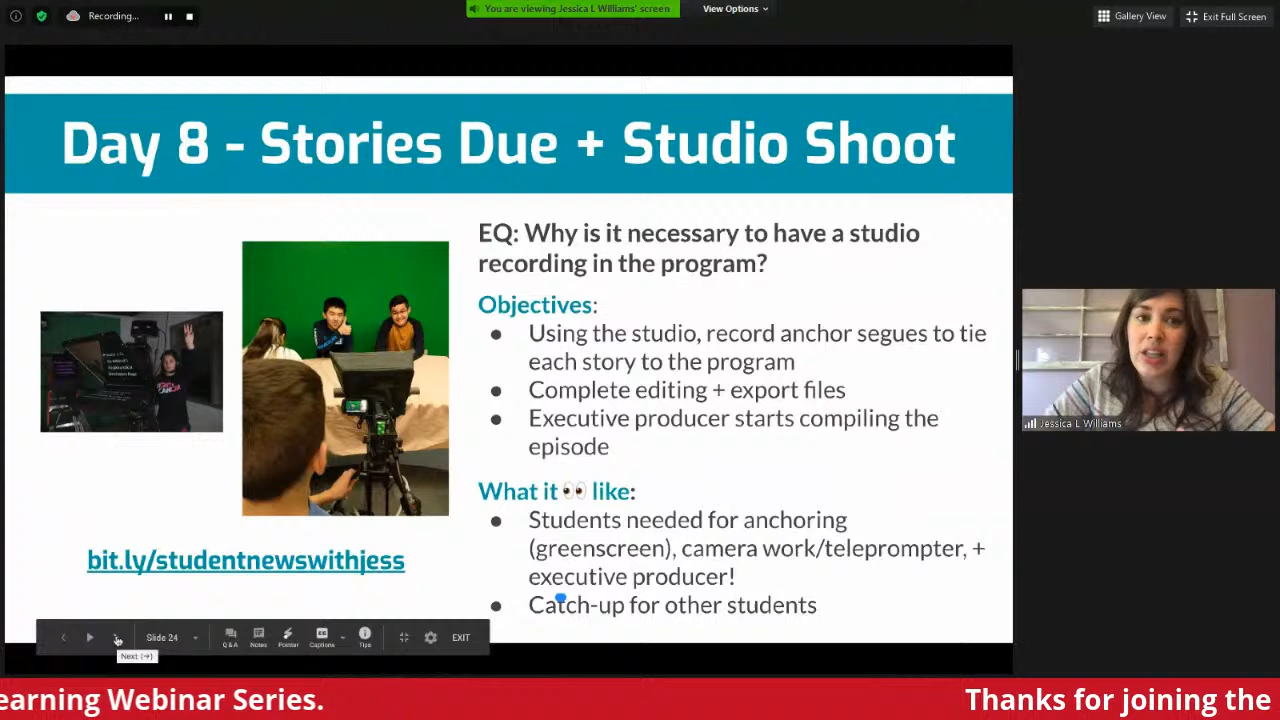 Recording...
You are viewing Jessica L Williams' screen
View Options
Gallery View
Exit Full Screen
Day 8 - Stories Due + Studio Shoot
EQ: Why is it necessary to have a studio
recording in the program?
Objectives:
● Using the studio, record anchor segues to tie
each story to the program
● Complete editing + export files
● Executive producer starts compiling the
episode
What it 👀 like:
● Students needed for anchoring
(greenscreen), camera work/teleprompter, +
executive producer!
● Catch-up for other students
bit.ly/studentnewswithjess
Jessica L Williams
Slide 24
Q & A
Notes
Pointer
Captions
Tips
EXIT
Next (→)
earning Webinar Series.
Thanks for joining the